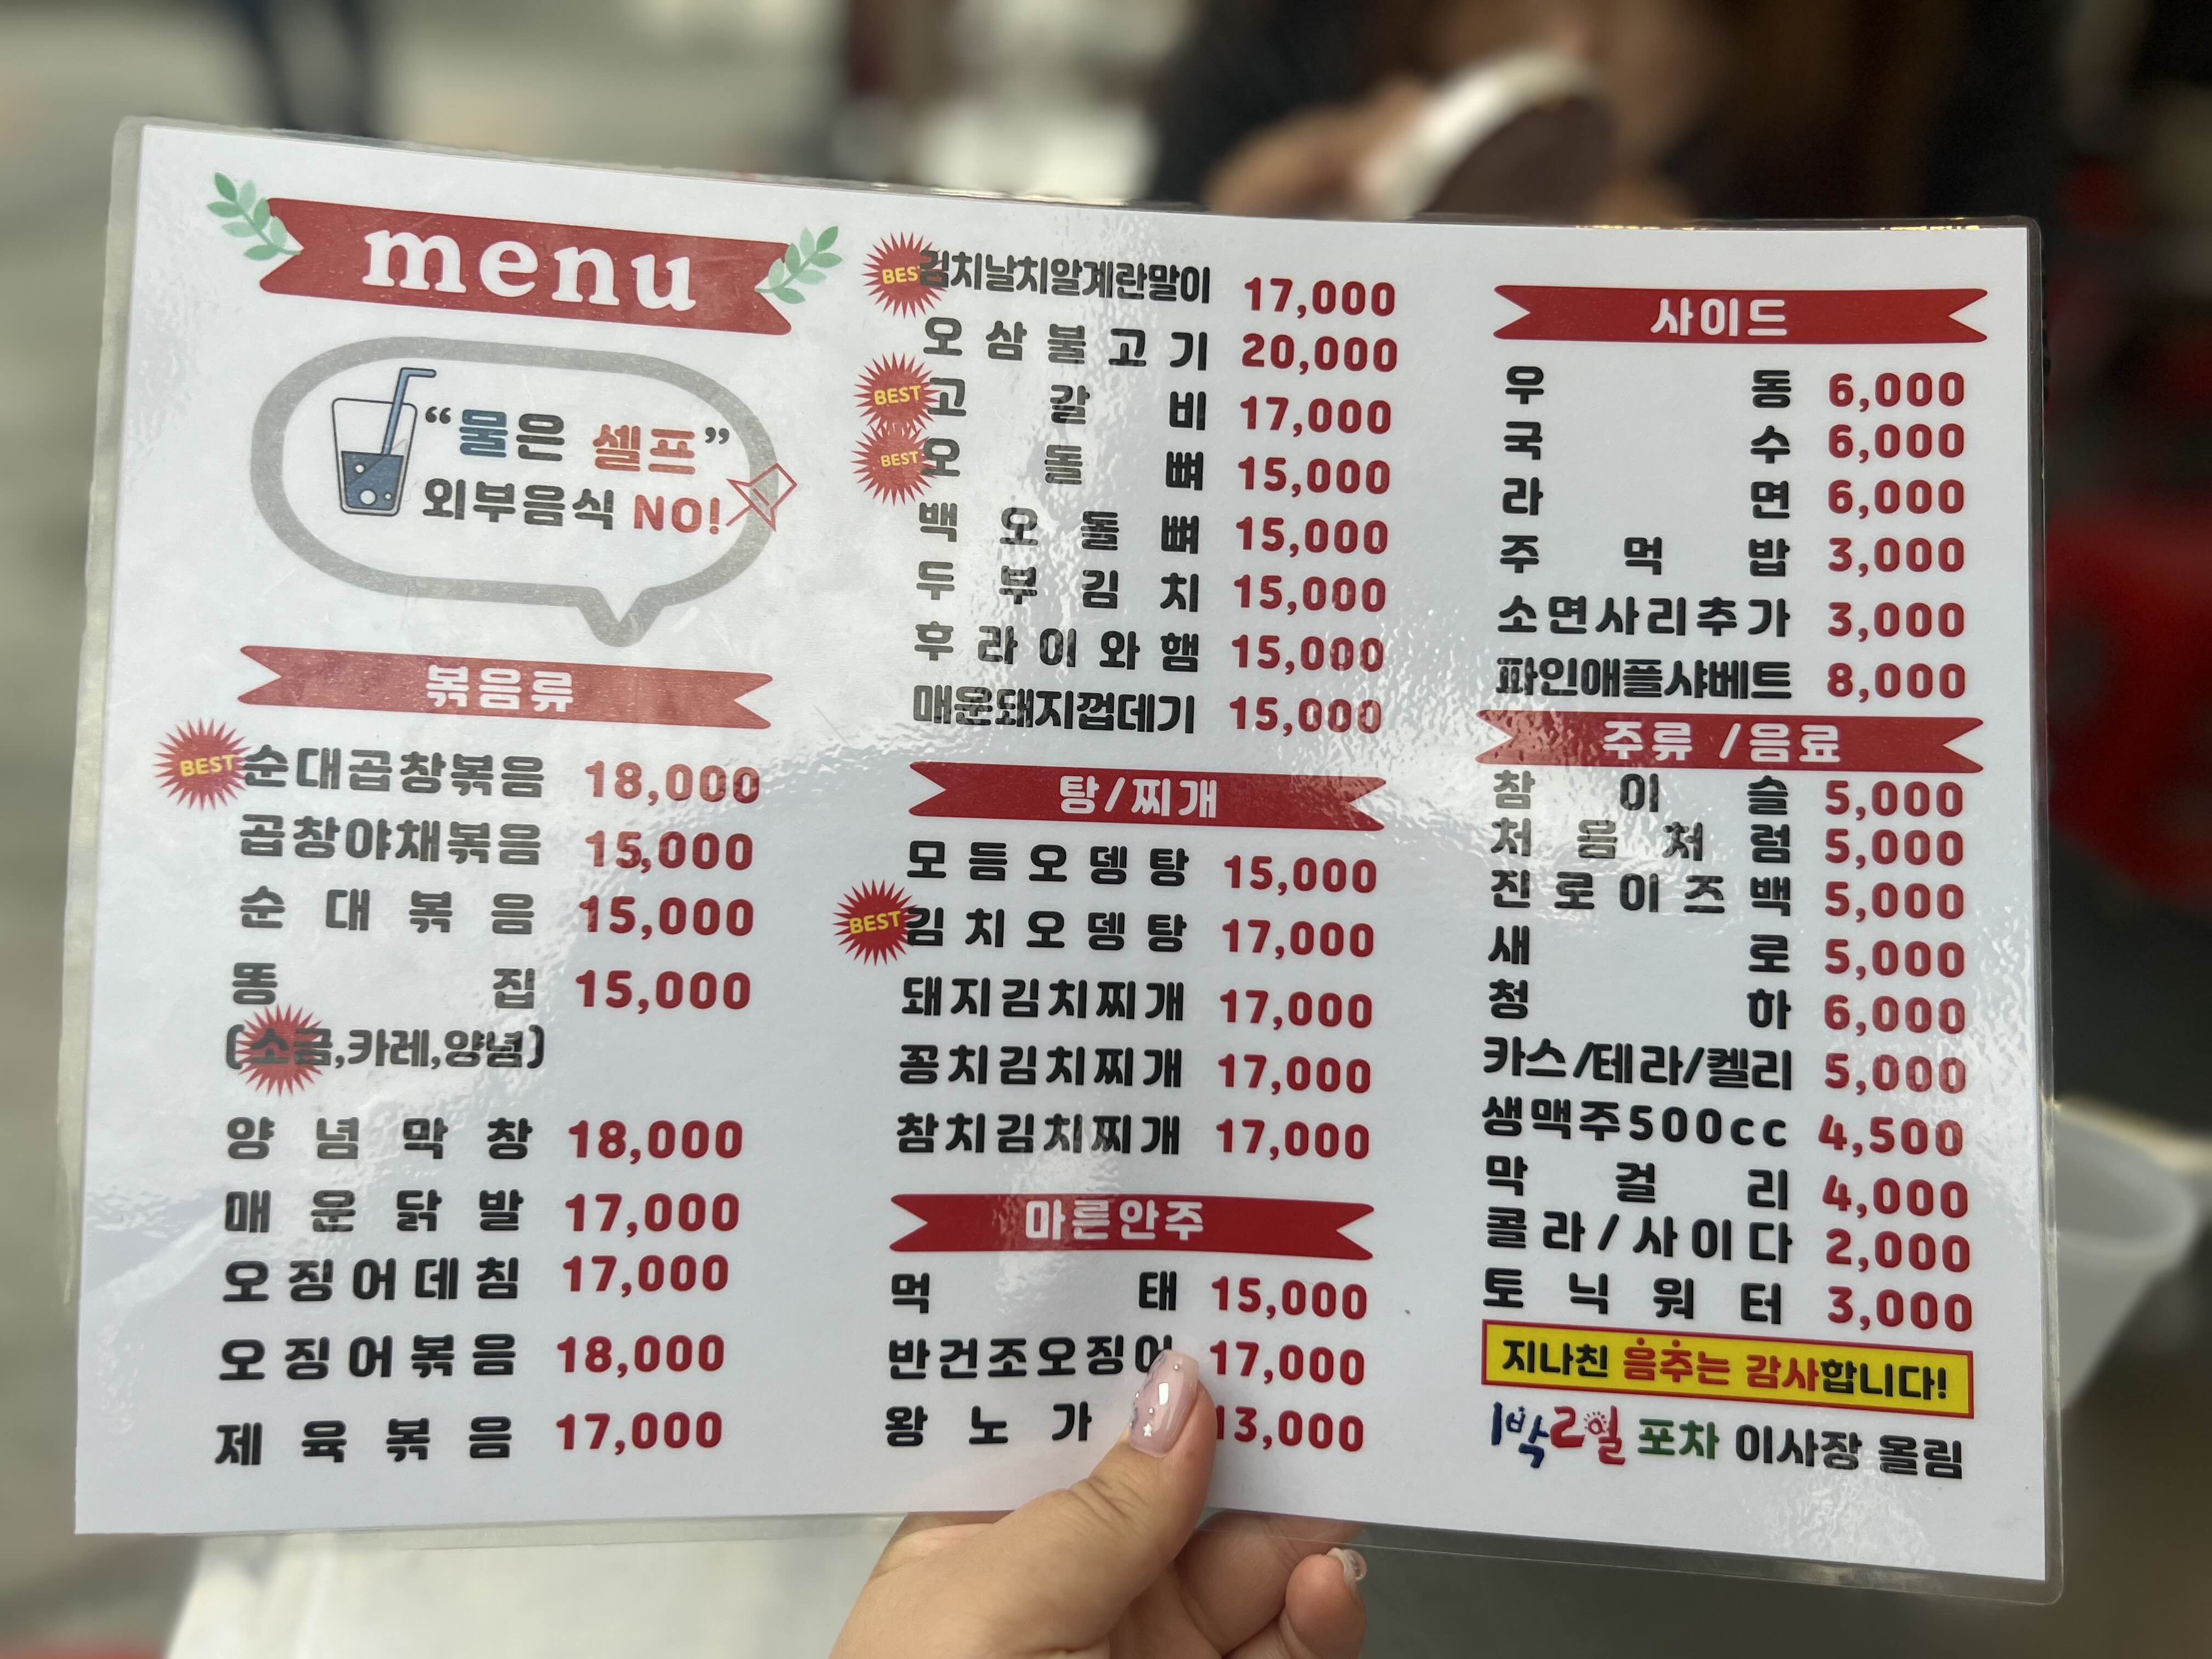 menu
“물은 셀프”
외부음식 NO!
볶음류
BEST 순대곱창볶음 18,000
곱창야채볶음 15,000
순대볶음 15,000
똥집 15,000
(소금,카레,양념)
양념막창 18,000
매운닭발 17,000
오징어데침 17,000
오징어볶음 18,000
제육볶음 17,000
BEST 김치날치알계란말이 17,000
오삼불고기 20,000
BEST 고갈비 17,000
BEST 오돌뼈 15,000
백오돌뼈 15,000
두부김치 15,000
후라이와햄 15,000
매운돼지껍데기 15,000
탕/찌개
모듬오뎅탕 15,000
BEST 김치오뎅탕 17,000
돼지김치찌개 17,000
꽁치김치찌개 17,000
참치김치찌개 17,000
마른안주
먹태 15,000
반건조오징어 17,000
왕노가 13,000
사이드
우동 6,000
국수 6,000
라면 6,000
주먹밥 3,000
소면사리추가 3,000
파인애플샤베트 8,000
주류 /음료
참이슬 5,000
처음처럼 5,000
진로이즈백 5,000
새로 5,000
청하 6,000
카스/테라/켈리 5,000
생맥주500cc 4,500
막걸리 4,000
콜라/사이다 2,000
토닉워터 3,000
지나친 음주는 감사합니다!
1박2일 포차 이사장 올림